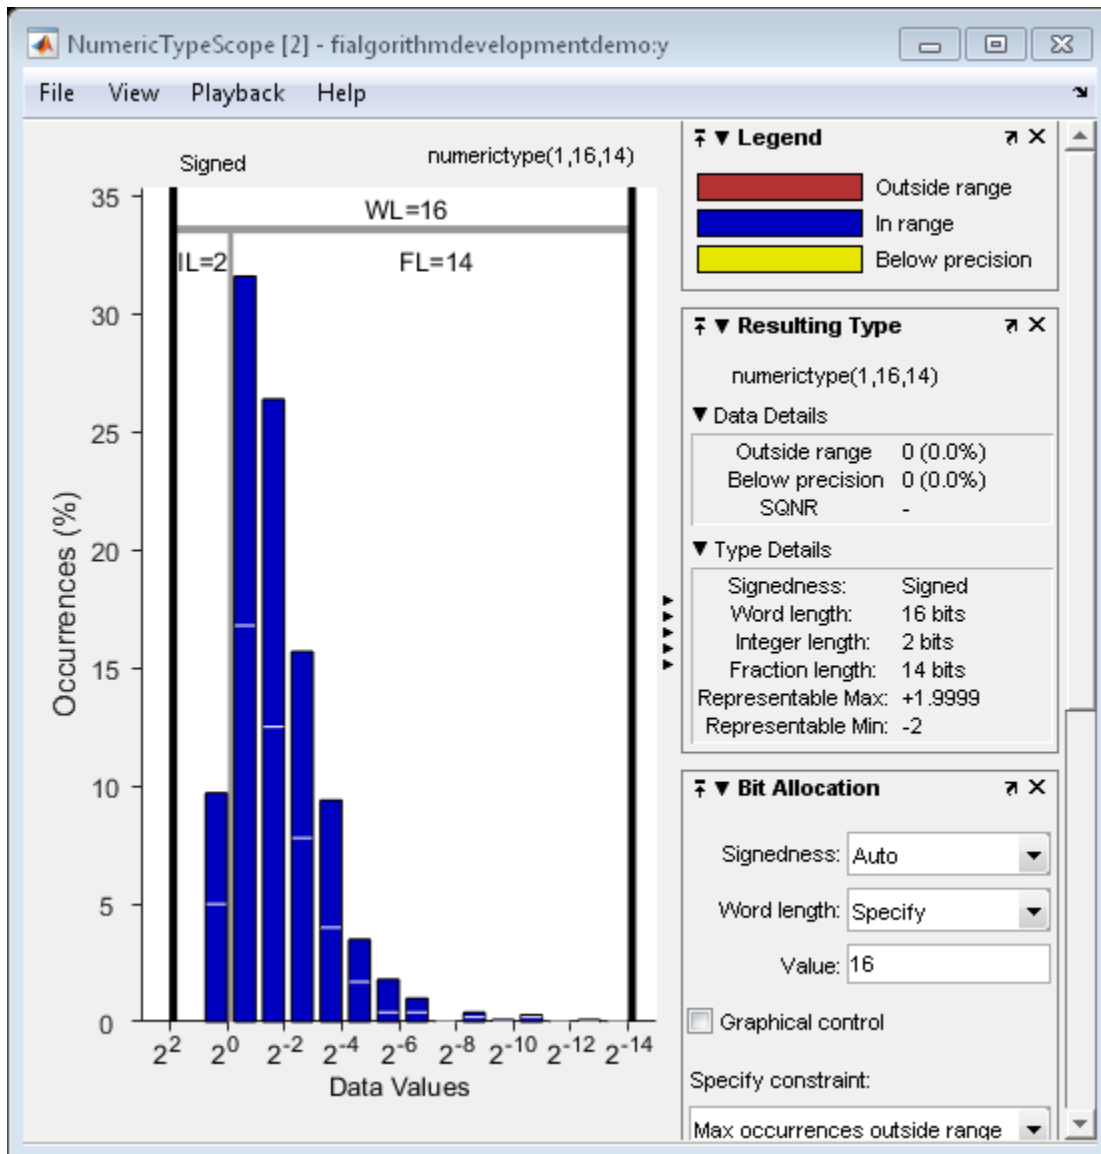 NumericTypeScope [2] - fialgorithmdevelopmentdemo:y
File View Playback Help
Signed numerictype(1,16,14)
WL=16
IL=2 FL=14
35
30
25
20
15
10
5
0
Occurrences (%)
2² 2⁰ 2⁻² 2⁻⁴ 2⁻⁶ 2⁻⁸ 2⁻¹⁰ 2⁻¹² 2⁻¹⁴
Data Values
Legend
Outside range
In range
Below precision
Resulting Type
numerictype(1,16,14)
Data Details
Outside range 0 (0.0%)
Below precision 0 (0.0%)
SQNR -
Type Details
Signedness: Signed
Word length: 16 bits
Integer length: 2 bits
Fraction length: 14 bits
Representable Max: +1.9999
Representable Min: -2
Bit Allocation
Signedness: Auto
Word length: Specify
Value: 16
Graphical control
Specify constraint:
Max occurrences outside range